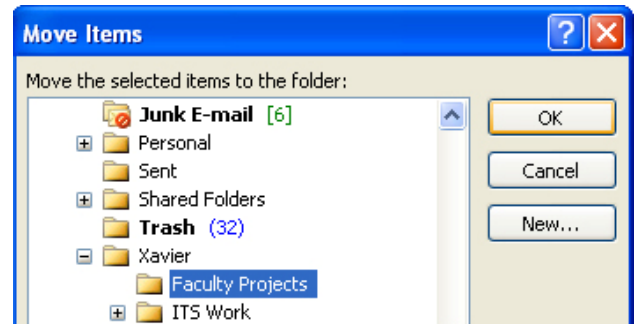 Move Items
Move the selected items to the folder:
Junk E-mail [6]
OK
Personal
Sent
Cancel
Shared Folders
Trash (32)
New...
Xavier
Faculty Projects
ITS Work